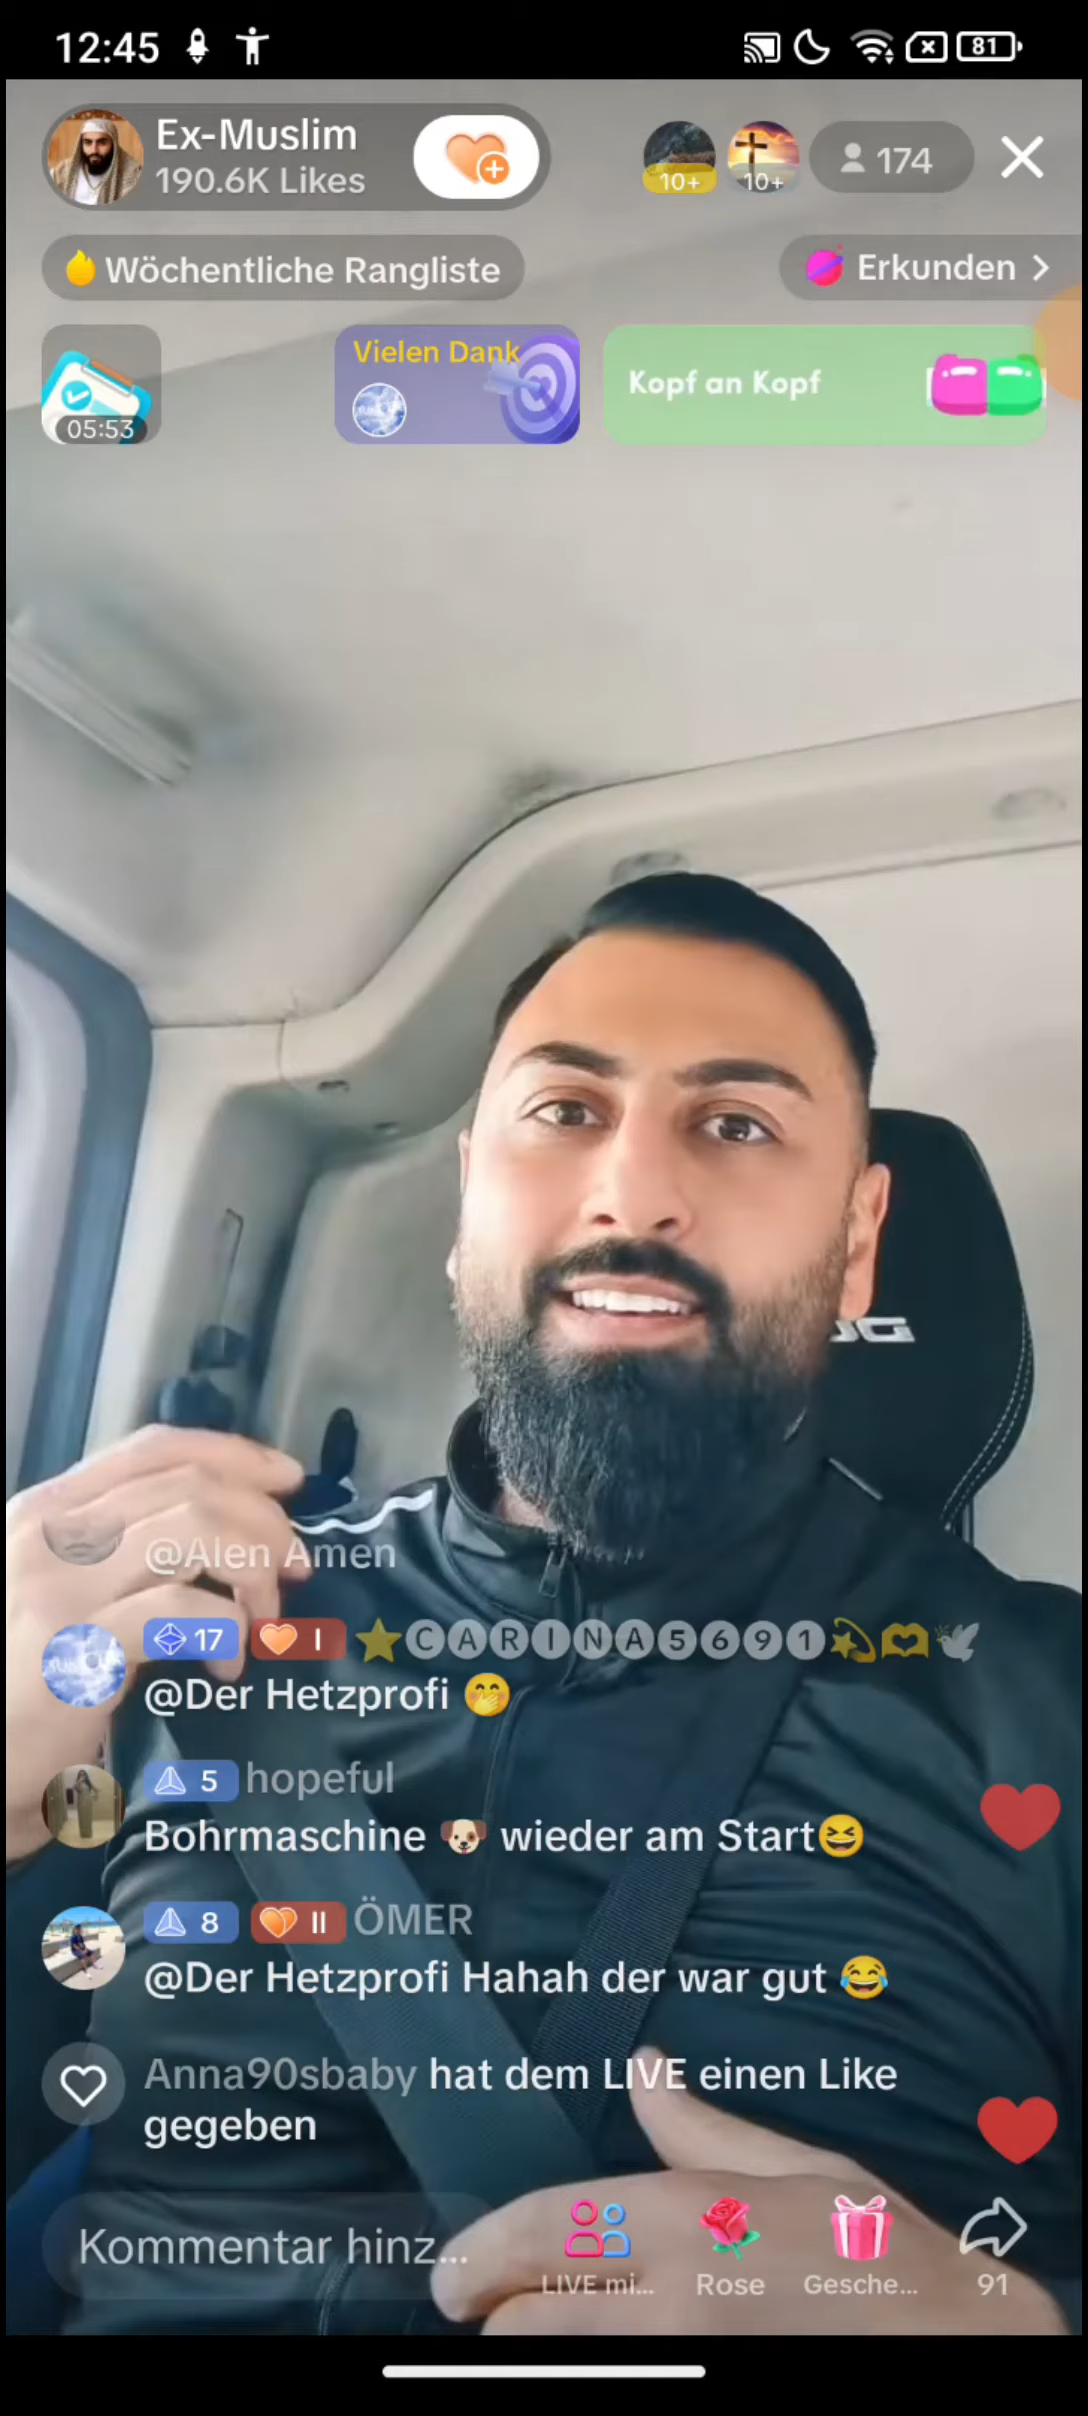 12:45
81
Ex-Muslim
190.6K Likes
10+
10+
174
Wöchentliche Rangliste
Erkunden
05:53
Vielen Dank
Kopf an Kopf
@Alen Amen
17 I ⭐ⒸⒶⓇⒾⓃⒶ⑤⑥⑨①💫🫶🕊
@Der Hetzprofi 🤭
5 hopeful
Bohrmaschine 🐶 wieder am Start😆
8 II ÖMER
@Der Hetzprofi Hahah der war gut 😂
Anna90sbaby hat dem LIVE einen Like
gegeben
Kommentar hinz...
LIVE mi...
Rose
Gesche...
91